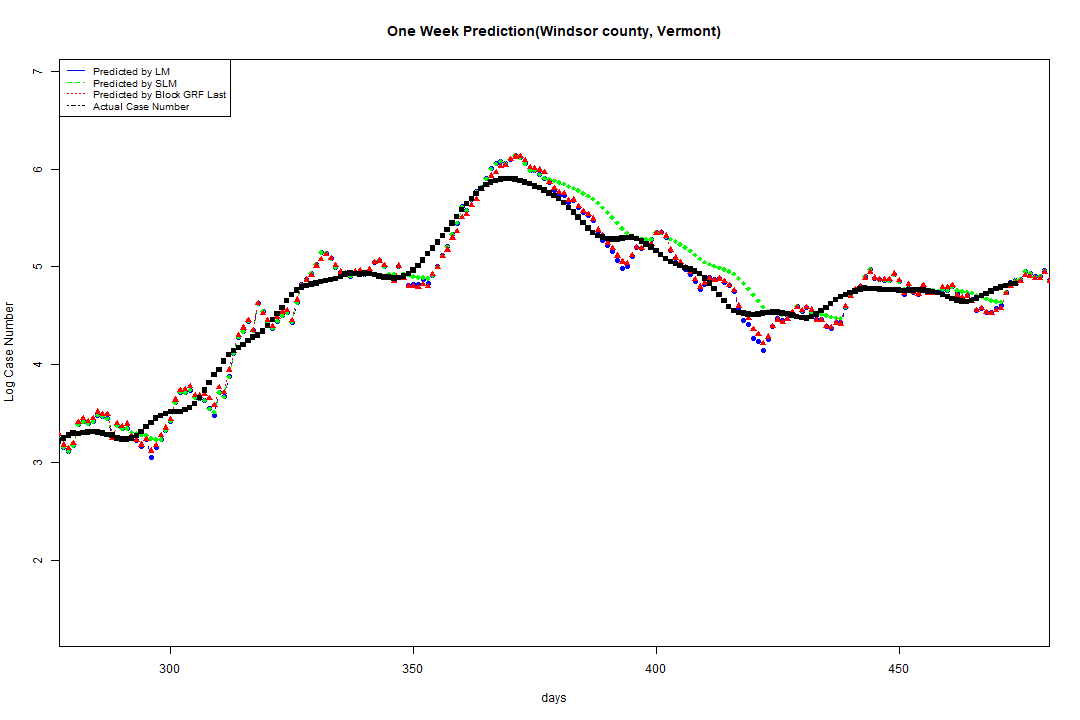 One Week Prediction(Windsor county, Vermont)
Predicted by LM
Predicted by SLM
Predicted by Block GRF Last
Actual Case Number
7
6
5
4
3
2
Log Case Number
300 350 400 450
days